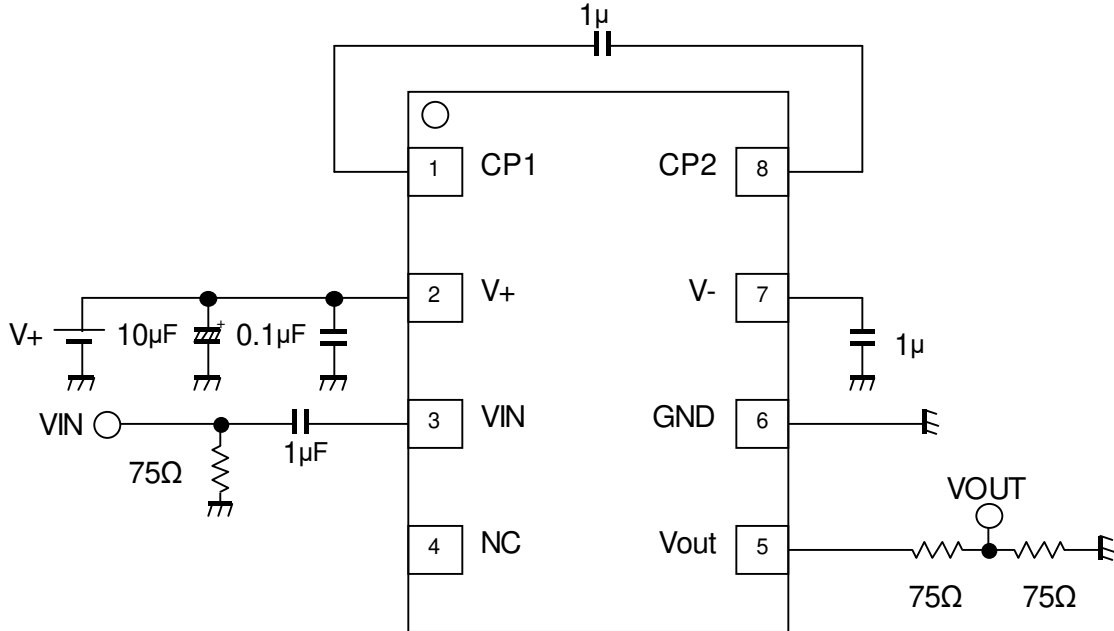 1µ
1 CP1 CP2 8
2 V+ V- 7
V+ 10µF + 0.1µF 1µ
VIN 3 VIN GND 6
1µF
75Ω
VOUT
4 NC Vout 5
75Ω 75Ω